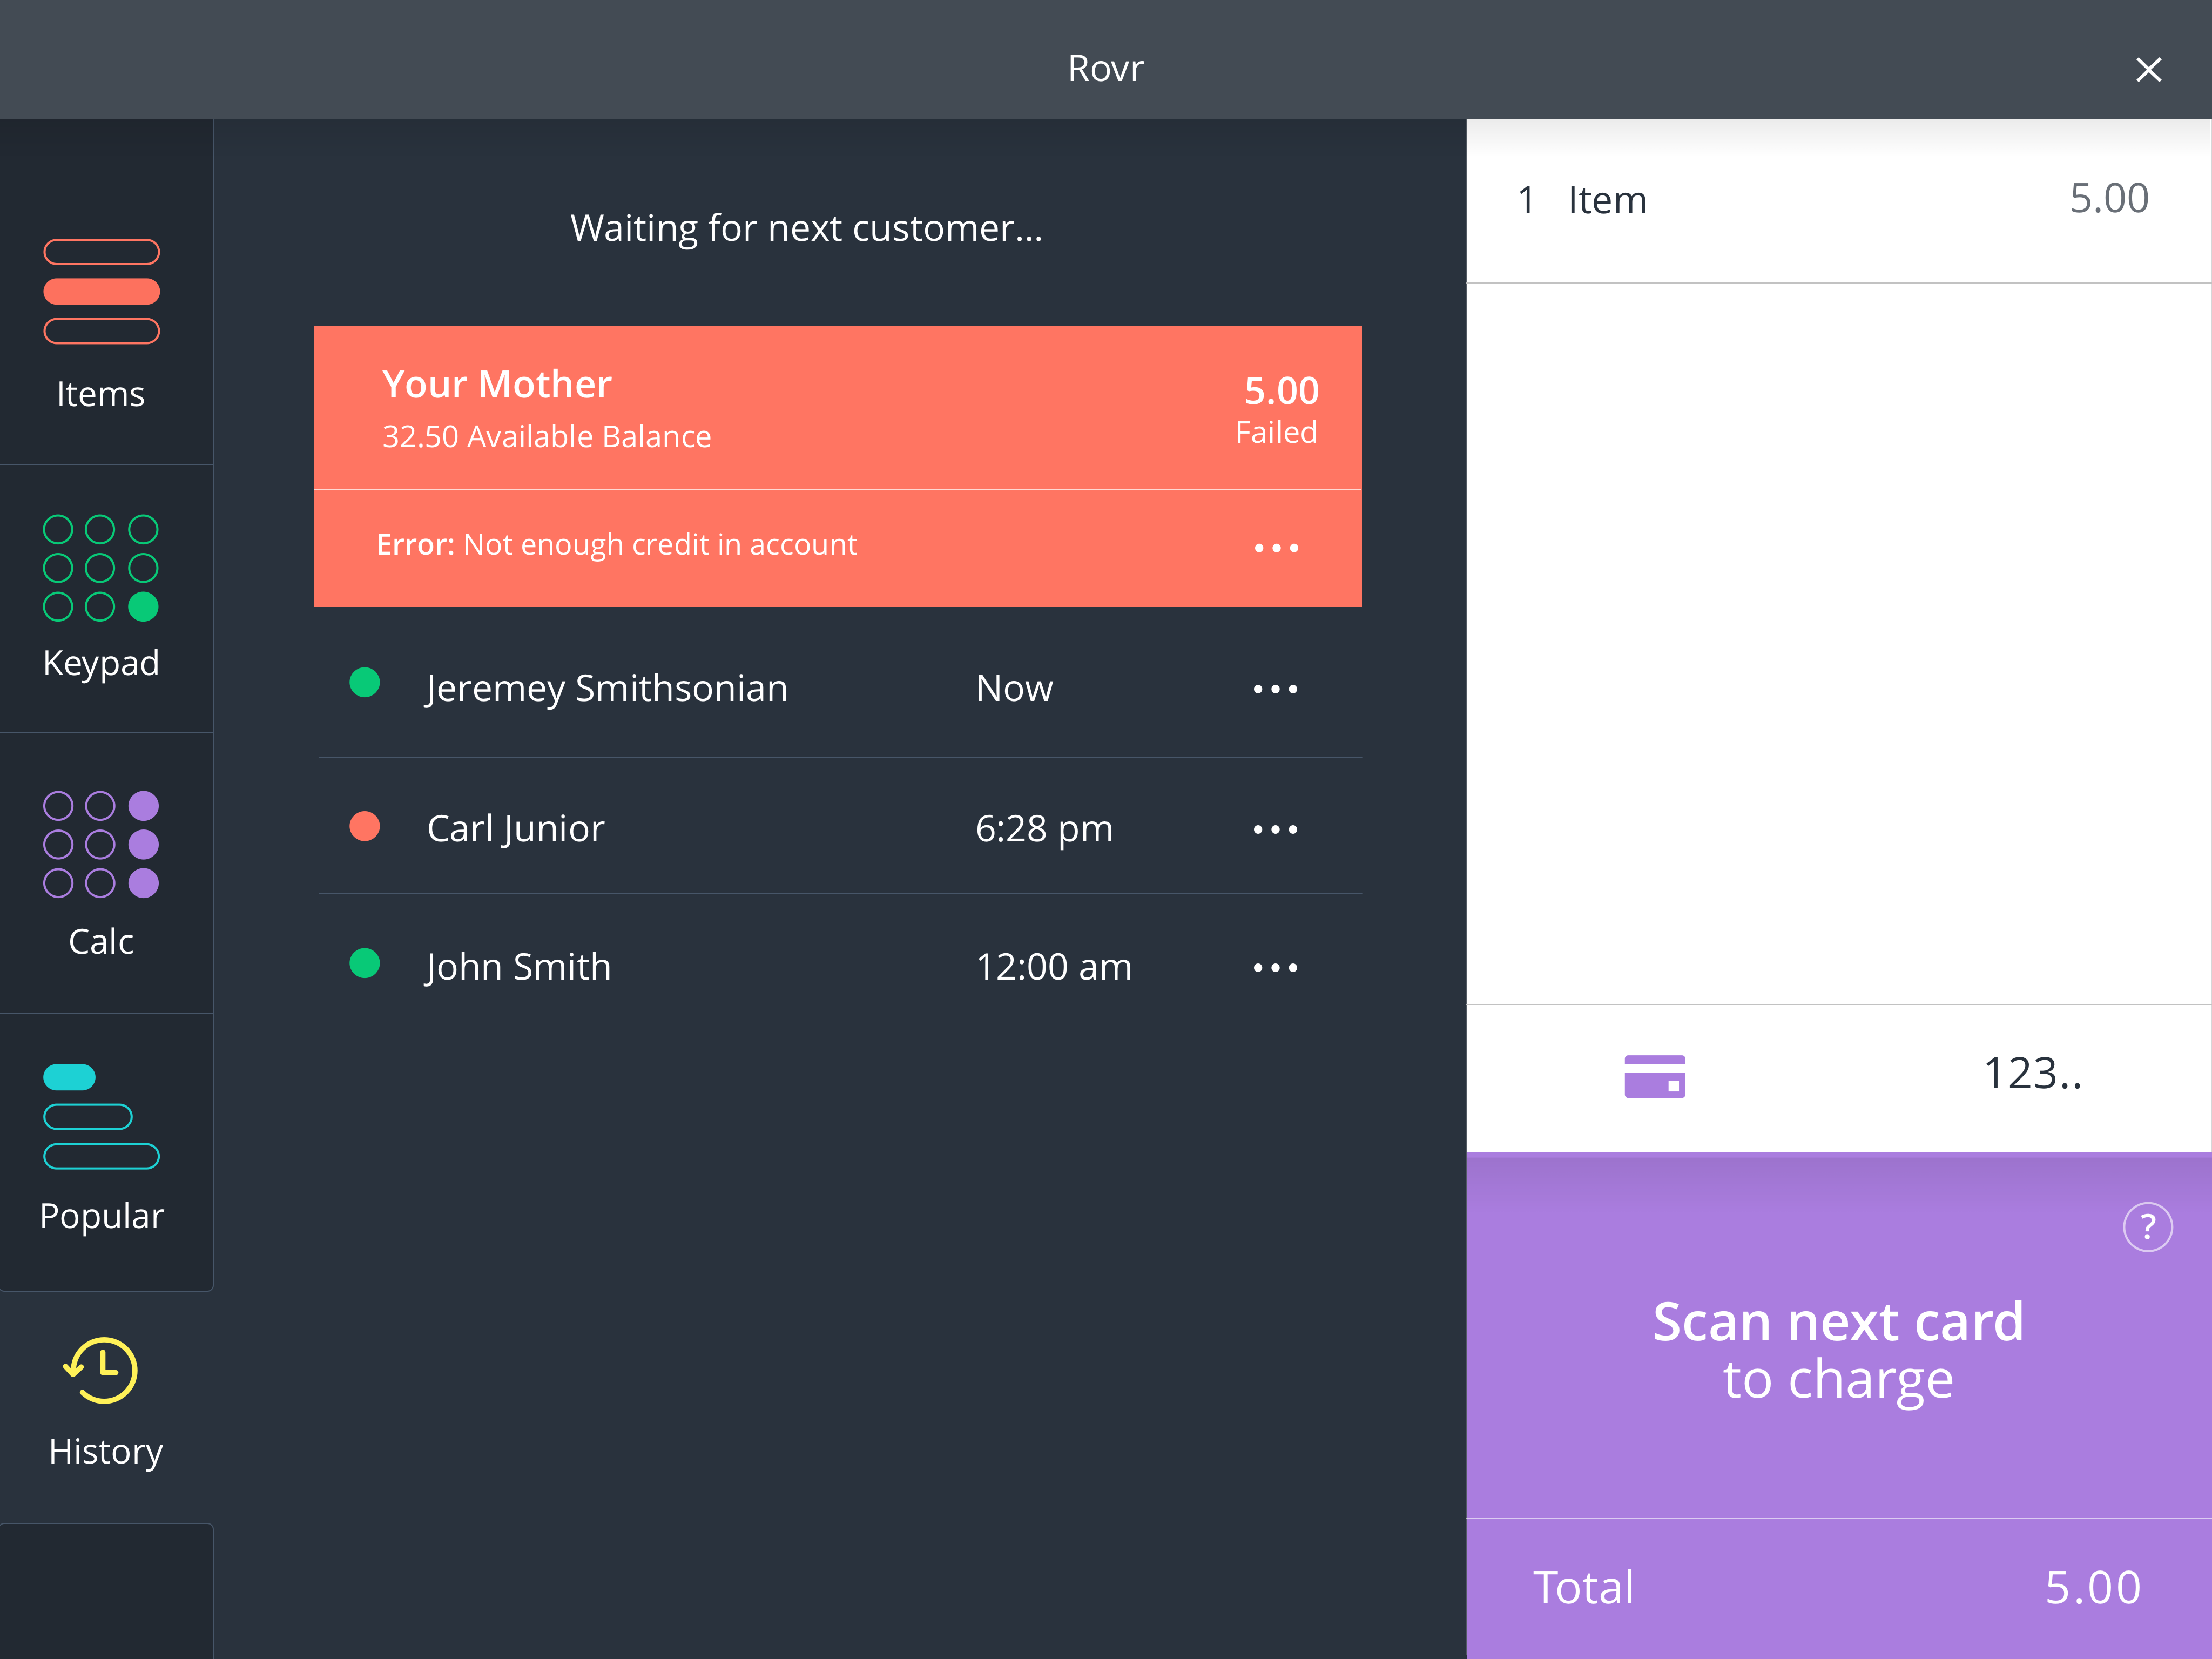 Rovr
Items
Keypad
Calc
Popular
History
Waiting for next customer...
Your Mother 5.00
32.50 Available Balance Failed
Error: Not enough credit in account
Jeremey Smithsonian Now
Carl Junior 6:28 pm
John Smith 12:00 am
1 Item 5.00
123..
?
Scan next card
to charge
Total 5.00